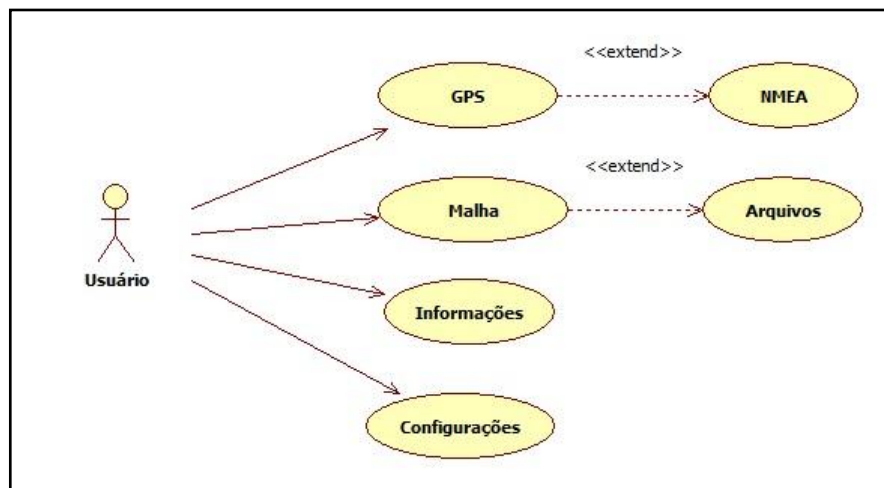 <<extend>>
GPS
NMEA
<<extend>>
Malha
Arquivos
Usuário
Informações
Configurações